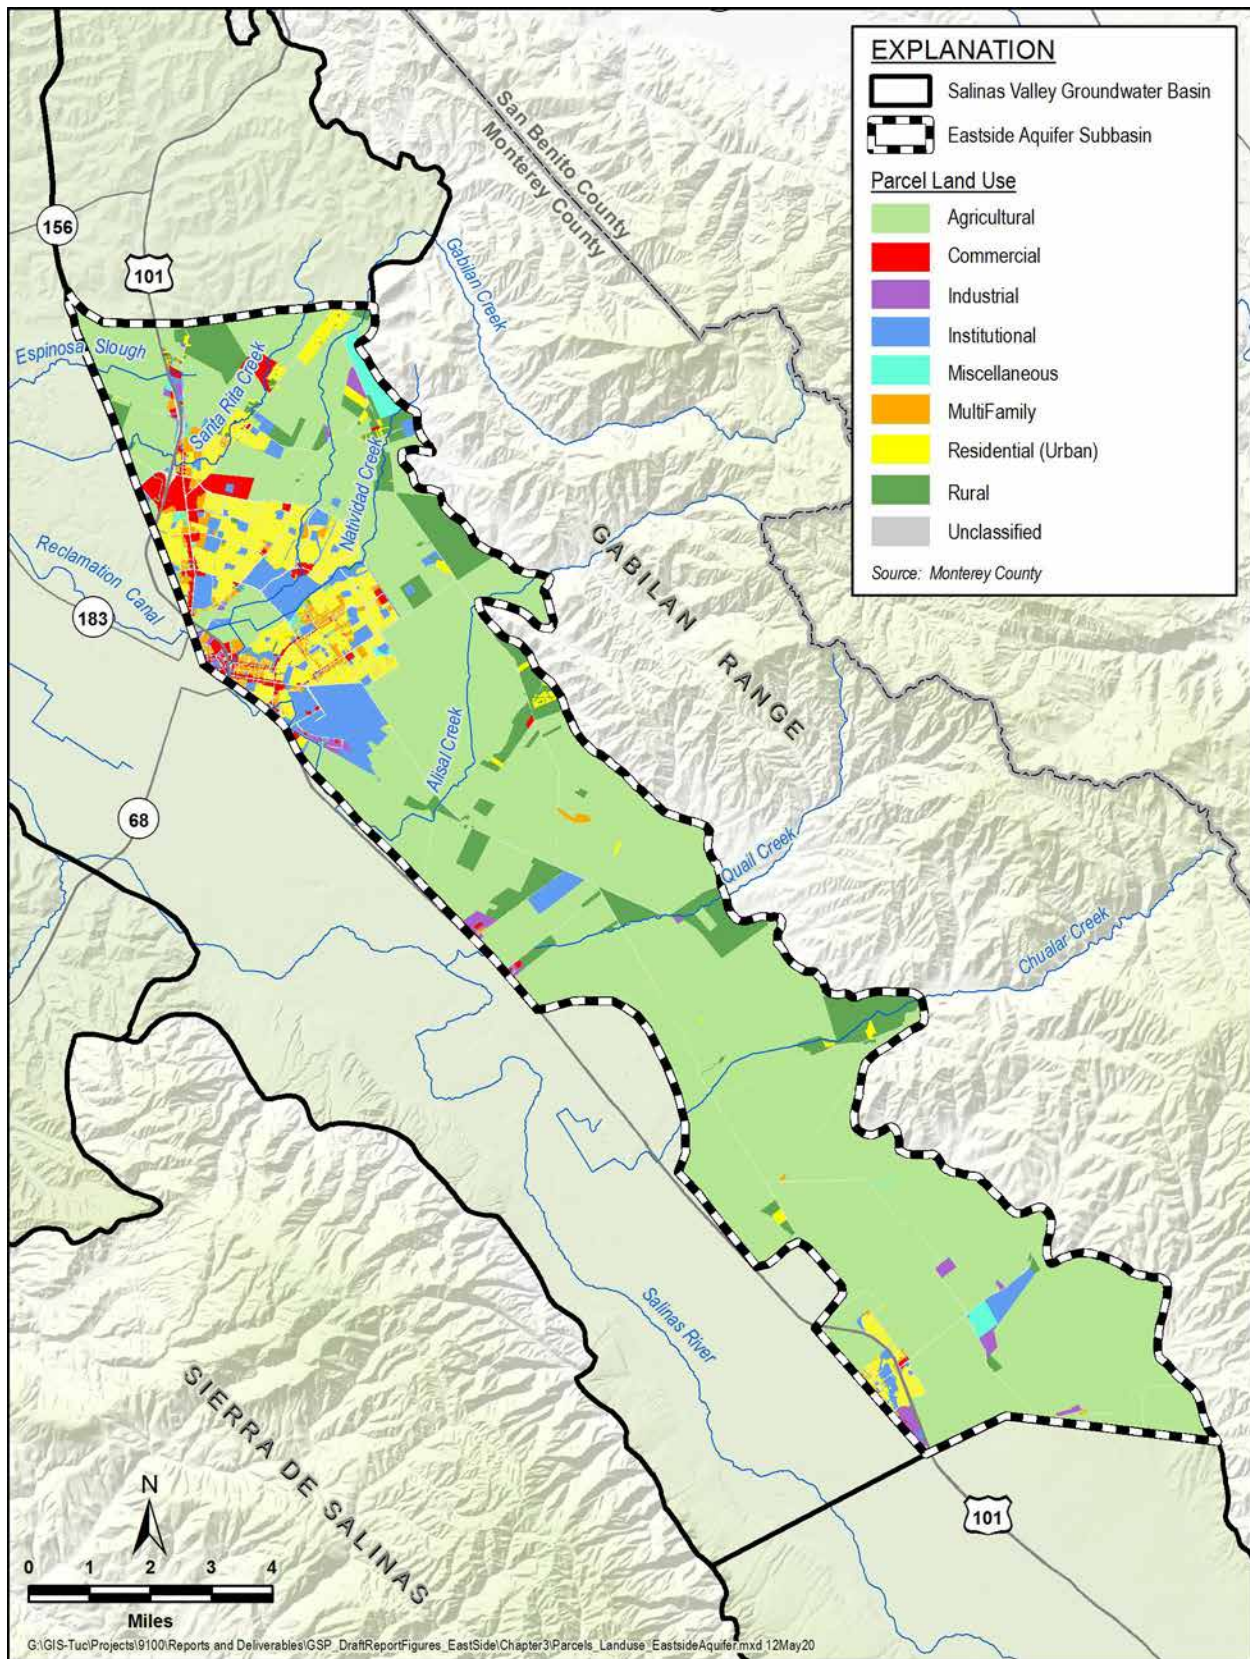 EXPLANATION
Salinas Valley Groundwater Basin
Eastside Aquifer Subbasin
Parcel Land Use
Agricultural
Commercial
Industrial
Institutional
Miscellaneous
MultiFamily
Residential (Urban)
Rural
Unclassified
Source: Monterey County
San Benito County
Monterey County
156
101
Gabilan Creek
Espinosa Slough
Santa Rita Creek
Natividad Creek
Reclamation Canal
183
GABILAN RANGE
Alisal Creek
68
Quail Creek
Chualar Creek
Salinas River
SIERRA DE SALINAS
101
N
0 1 2 3 4
Miles
G:\GIS-Tuc\Projects\9100\Reports and Deliverables\GSP_DraftReportFigures_EastSide\Chapter3\Parcels_Landuse_EastsideAquifer.mxd 12May20